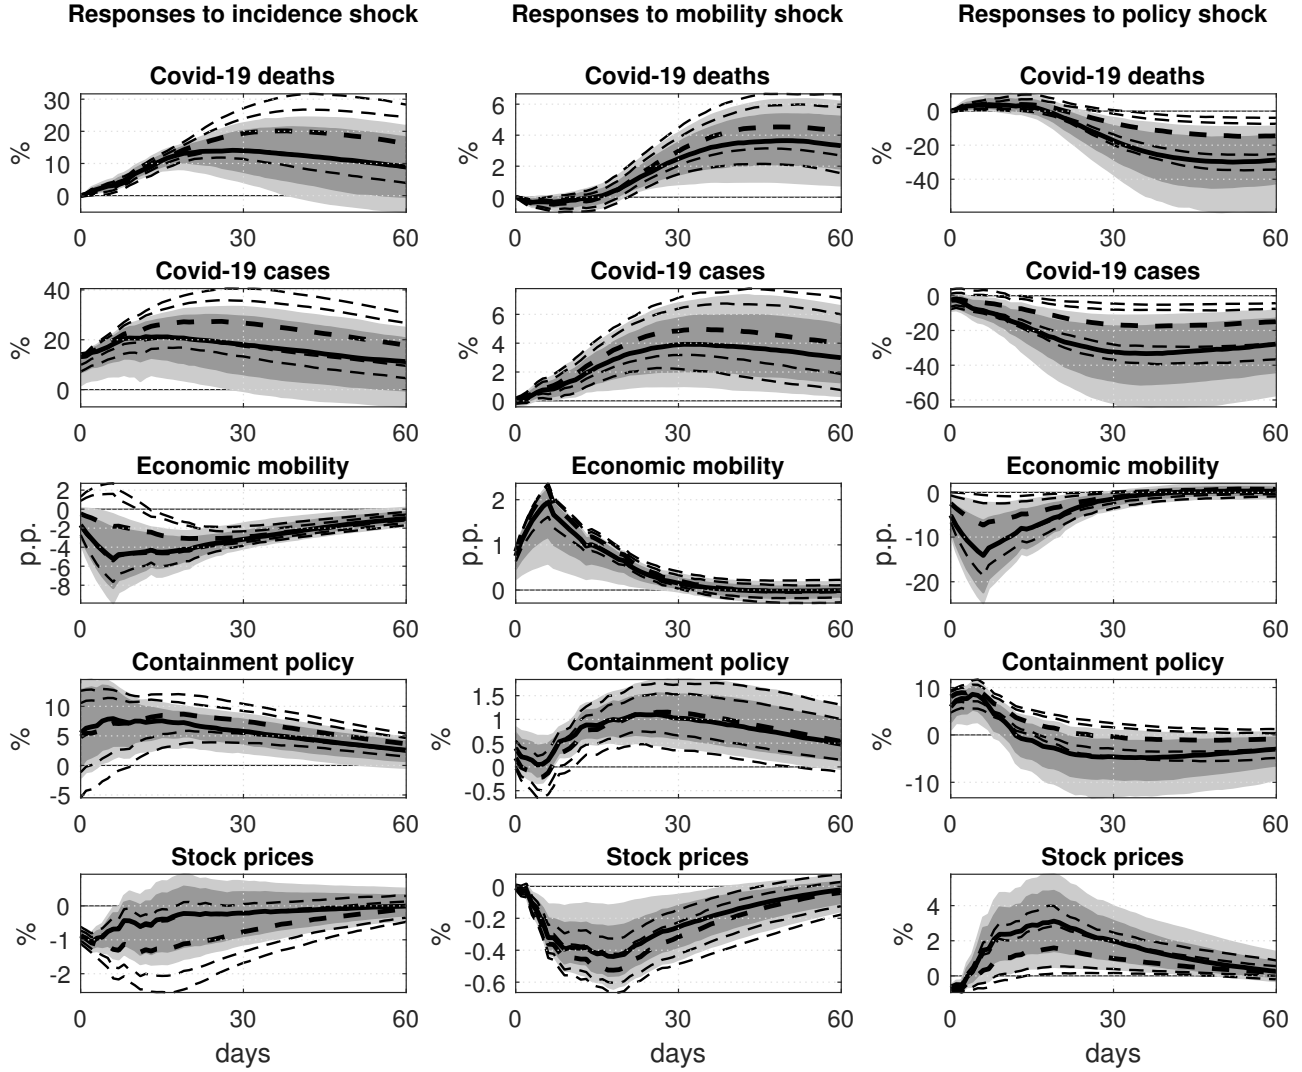 Responses to incidence shock Responses to mobility shock Responses to policy shock
Covid-19 deaths Covid-19 deaths Covid-19 deaths
30 6 0
20 4 -20
% 10 % 2 % -40
0 0
0 30 60 0 30 60 0 30 60
Covid-19 cases Covid-19 cases Covid-19 cases
40 6 0
20 4 -20
% 0 % 2 % -40
0 -60
0 30 60 0 30 60 0 30 60
Economic mobility Economic mobility Economic mobility
2 2 0
0 1 -10
-2 0 -20
p.p. -4 p.p. p.p.
-6
-8
0 30 60 0 30 60 0 30 60
Containment policy Containment policy Containment policy
10 1.5 10
5 1 0
% 0 % 0.5 % -10
-5 0
-0.5
0 30 60 0 30 60 0 30 60
Stock prices Stock prices Stock prices
0 0 4
-1 -0.2 2
% -2 % -0.4 % 0
-0.6
0 30 60 0 30 60 0 30 60
days days days